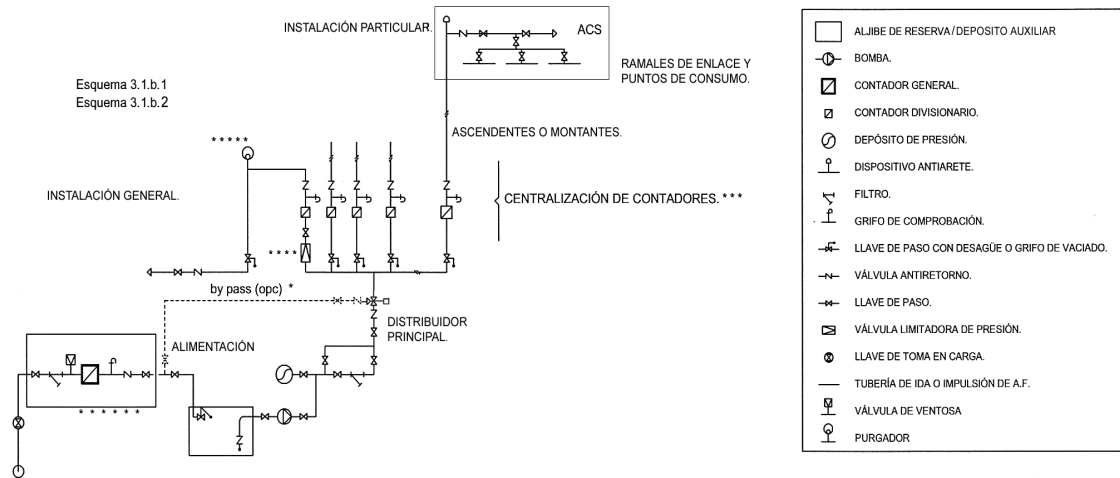 INSTALACIÓN PARTICULAR.
ACS
RAMALES DE ENLACE Y
PUNTOS DE CONSUMO.
Esquema 3.1.b.1
Esquema 3.1.b.2
ASCENDENTES O MONTANTES.
* * * * *
INSTALACIÓN GENERAL.
CENTRALIZACIÓN DE CONTADORES. * * *
* * * *
by pass (opc) *
DISTRIBUIDOR
PRINCIPAL.
ALIMENTACIÓN
* * * * * *
ALJIBE DE RESERVA/DEPOSITO AUXILIAR
BOMBA.
CONTADOR GENERAL.
CONTADOR DIVISIONARIO.
DEPÓSITO DE PRESIÓN.
DISPOSITIVO ANTIARETE.
FILTRO.
GRIFO DE COMPROBACIÓN.
LLAVE DE PASO CON DESAGÜE O GRIFO DE VACIADO.
VÁLVULA ANTIRETORNO.
LLAVE DE PASO.
VÁLVULA LIMITADORA DE PRESIÓN.
LLAVE DE TOMA EN CARGA.
TUBERÍA DE IDA O IMPULSIÓN DE A.F.
VÁLVULA DE VENTOSA
PURGADOR